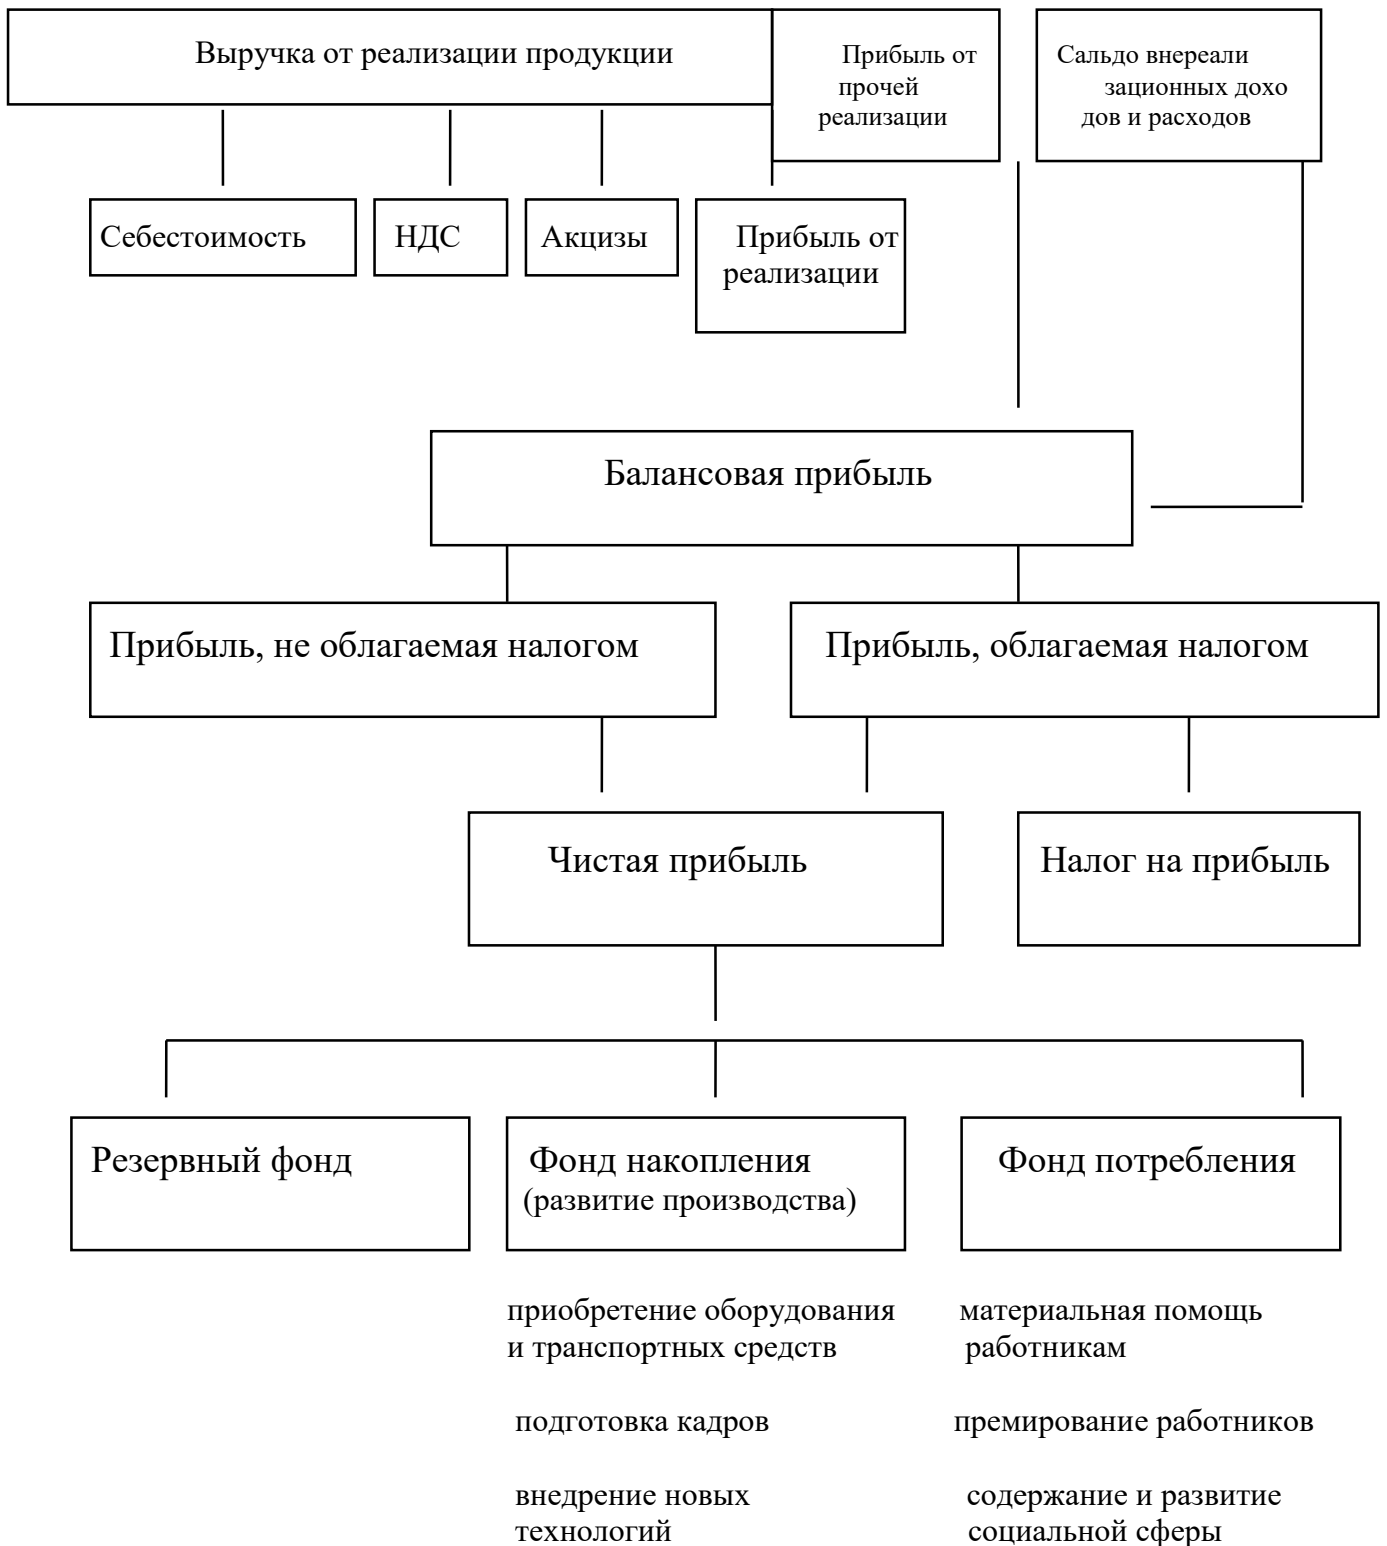 Выручка от реализации продукции
Прибыль от
прочей
реализации
Сальдо внереали
зационных дохо
дов и расходов
Себестоимость
НДС
Акцизы
Прибыль от
реализации
Балансовая прибыль
Прибыль, не облагаемая налогом
Прибыль, облагаемая налогом
Чистая прибыль
Налог на прибыль
Резервный фонд
Фонд накопления
(развитие производства)
Фонд потребления
приобретение оборудования
и транспортных средств
подготовка кадров
внедрение новых
технологий
материальная помощь
работникам
премирование работников
содержание и развитие
социальной сферы